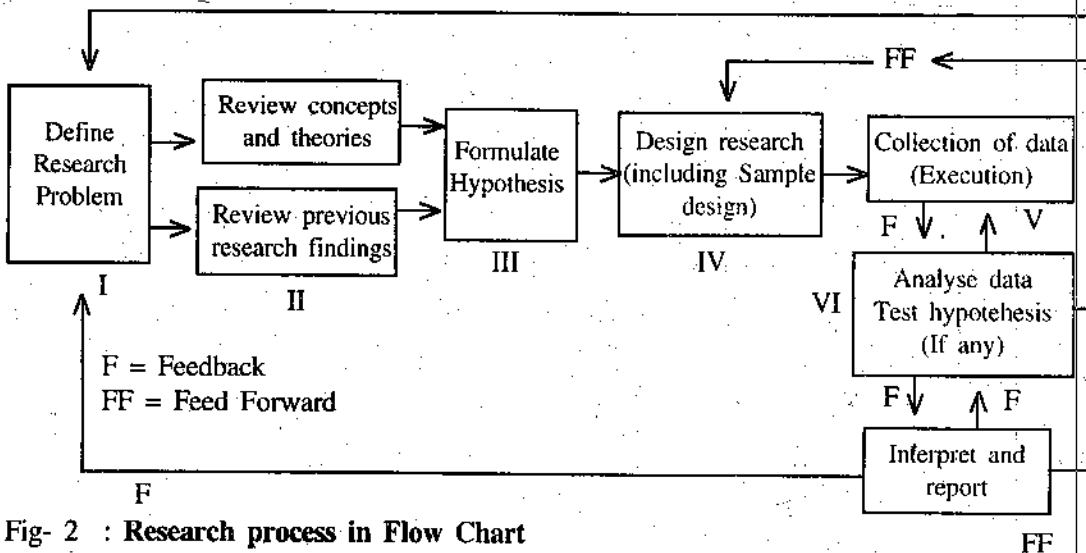 FF
Define
Research
Problem
I
Review concepts
and theories
Review previous
research findings
II
Formulate
Hypothesis
III
Design research
(including Sample
design)
IV
Collection of data
(Execution)
F
V
VI
Analyse data
Test hypotehesis
(If any)
F
F
Interpret and
report
F = Feedback
FF = Feed Forward
F
FF
Fig- 2 : Research process in Flow Chart